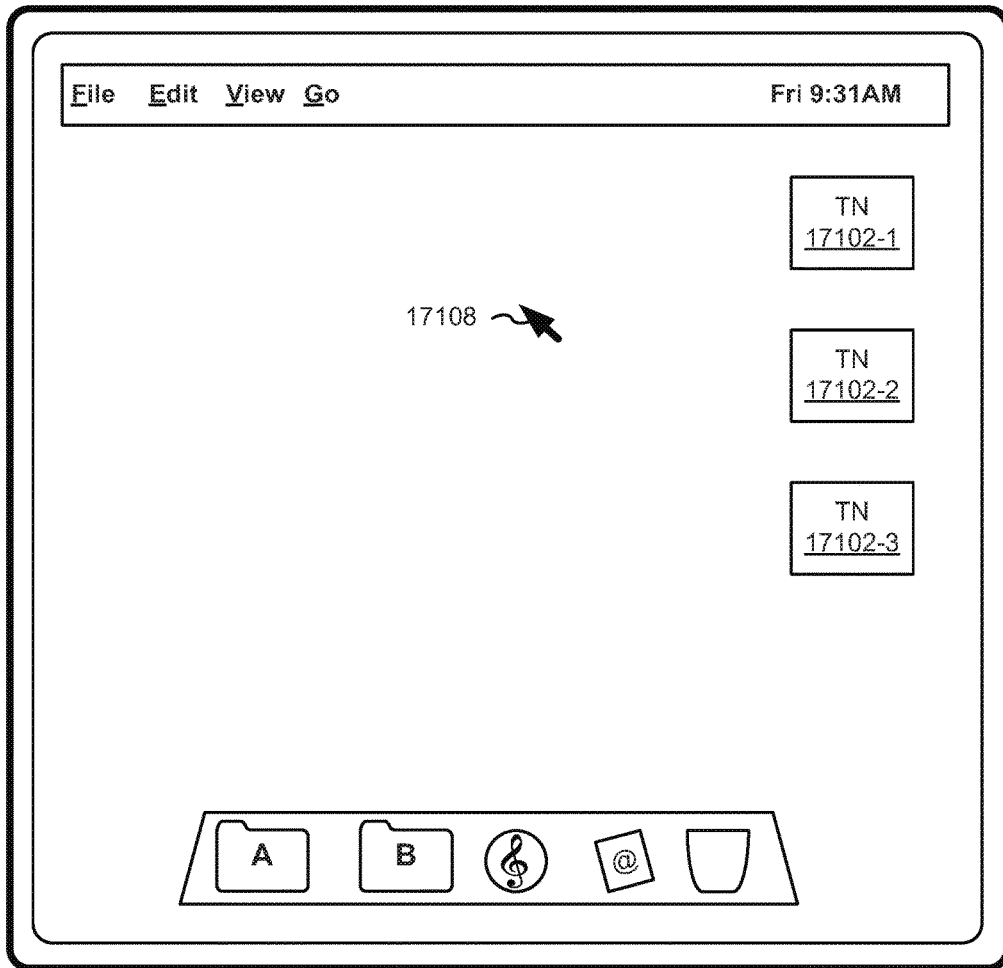 File Edit View Go Fri 9:31AM
TN
17102-1
17108
TN
17102-2
TN
17102-3
A B @